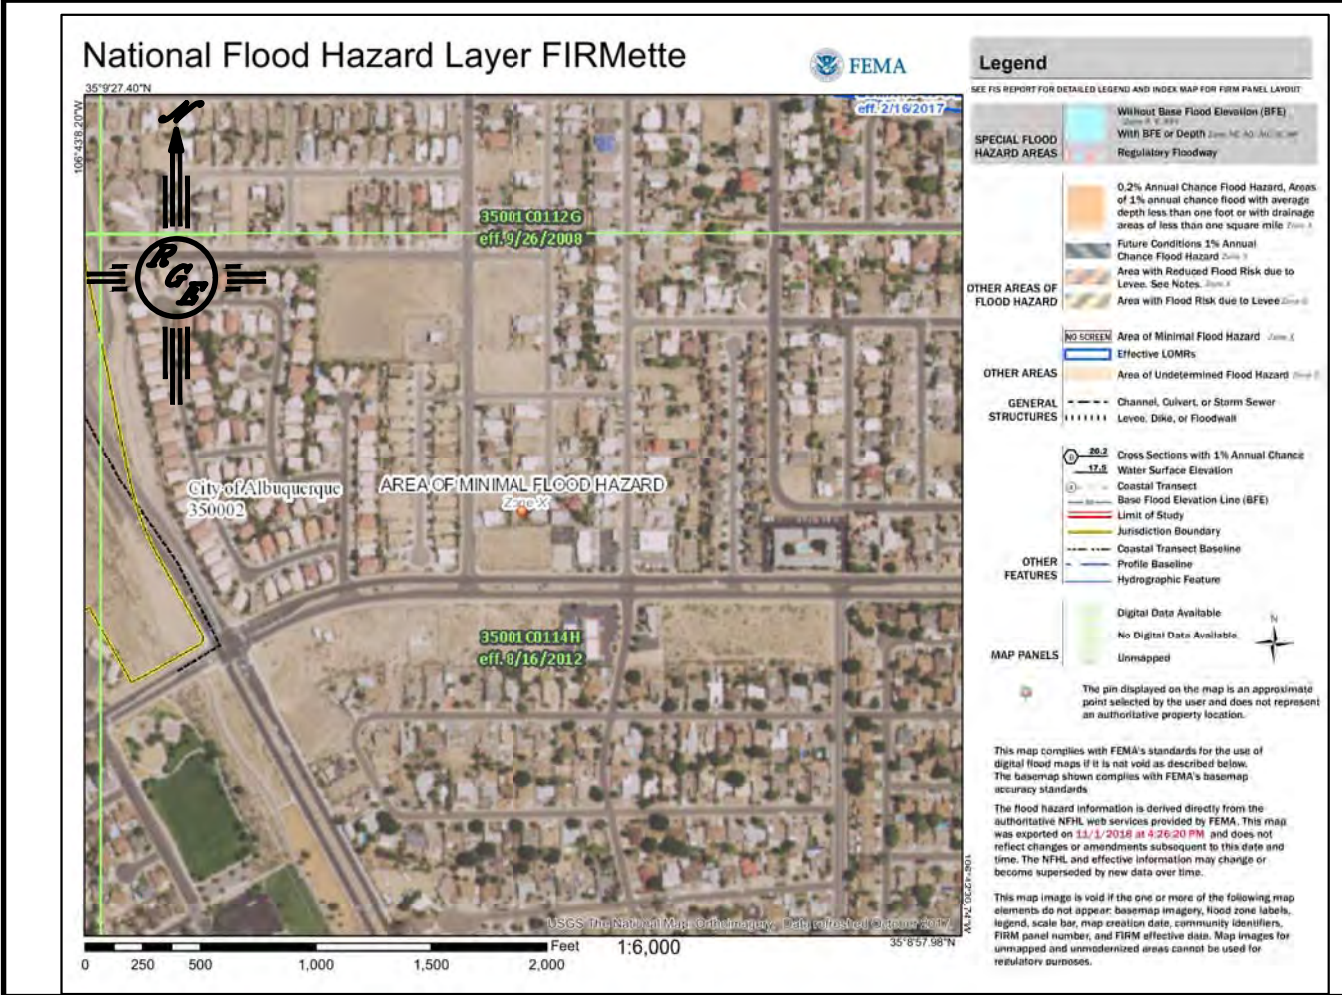 National Flood Hazard Layer FIRMette
FEMA
35°9'27.40"N
106°43'8.20"W
eff. 2/16/2017
N
35001C0112G
eff. 9/26/2008
RGE
City of Albuquerque
350002
AREA OF MINIMAL FLOOD HAZARD
Zone X
35001C0114H
eff. 8/16/2012
USGS The National Map: Orthoimagery. Data refreshed October 2017.
35°8'57.98"N
Feet
1:6,000
0 250 500 1,000 1,500 2,000
Legend
SEE FIS REPORT FOR DETAILED LEGEND AND INDEX MAP FOR FIRM PANEL LAYOUT
SPECIAL FLOOD
HAZARD AREAS
Without Base Flood Elevation (BFE)
With BFE or Depth
Regulatory Floodway
OTHER AREAS OF
FLOOD HAZARD
0.2% Annual Chance Flood Hazard, Areas
of 1% annual chance flood with average
depth less than one foot or with drainage
areas of less than one square mile Zone X
Future Conditions 1% Annual
Chance Flood Hazard Zone X
Area with Reduced Flood Risk due to
Levee. See Notes. Zone X
Area with Flood Risk due to Levee Zone D
OTHER AREAS
NO SCREEN Area of Minimal Flood Hazard Zone X
Effective LOMRs
Area of Undetermined Flood Hazard Zone D
GENERAL
STRUCTURES
Channel, Culvert, or Storm Sewer
Levee, Dike, or Floodwall
OTHER
FEATURES
20.2 Cross Sections with 1% Annual Chance
17.5 Water Surface Elevation
Coastal Transect
Base Flood Elevation Line (BFE)
Limit of Study
Jurisdiction Boundary
Coastal Transect Baseline
Profile Baseline
Hydrographic Feature
MAP PANELS
Digital Data Available
No Digital Data Available
Unmapped
N
The pin displayed on the map is an approximate
point selected by the user and does not represent
an authoritative property location.
This map complies with FEMA's standards for the use of
digital flood maps if it is not void as described below.
The basemap shown complies with FEMA's basemap
accuracy standards
The flood hazard information is derived directly from the
authoritative NFHL web services provided by FEMA. This map
was exported on 11/1/2018 at 4:26:20 PM and does not
reflect changes or amendments subsequent to this date and
time. The NFHL and effective information may change or
become superseded by new data over time.
This map image is void if the one or more of the following map
elements do not appear: basemap imagery, flood zone labels,
legend, scale bar, map creation date, community identifiers,
FIRM panel number, and FIRM effective date. Map images for
unmapped and unmodernized areas cannot be used for
regulatory purposes.